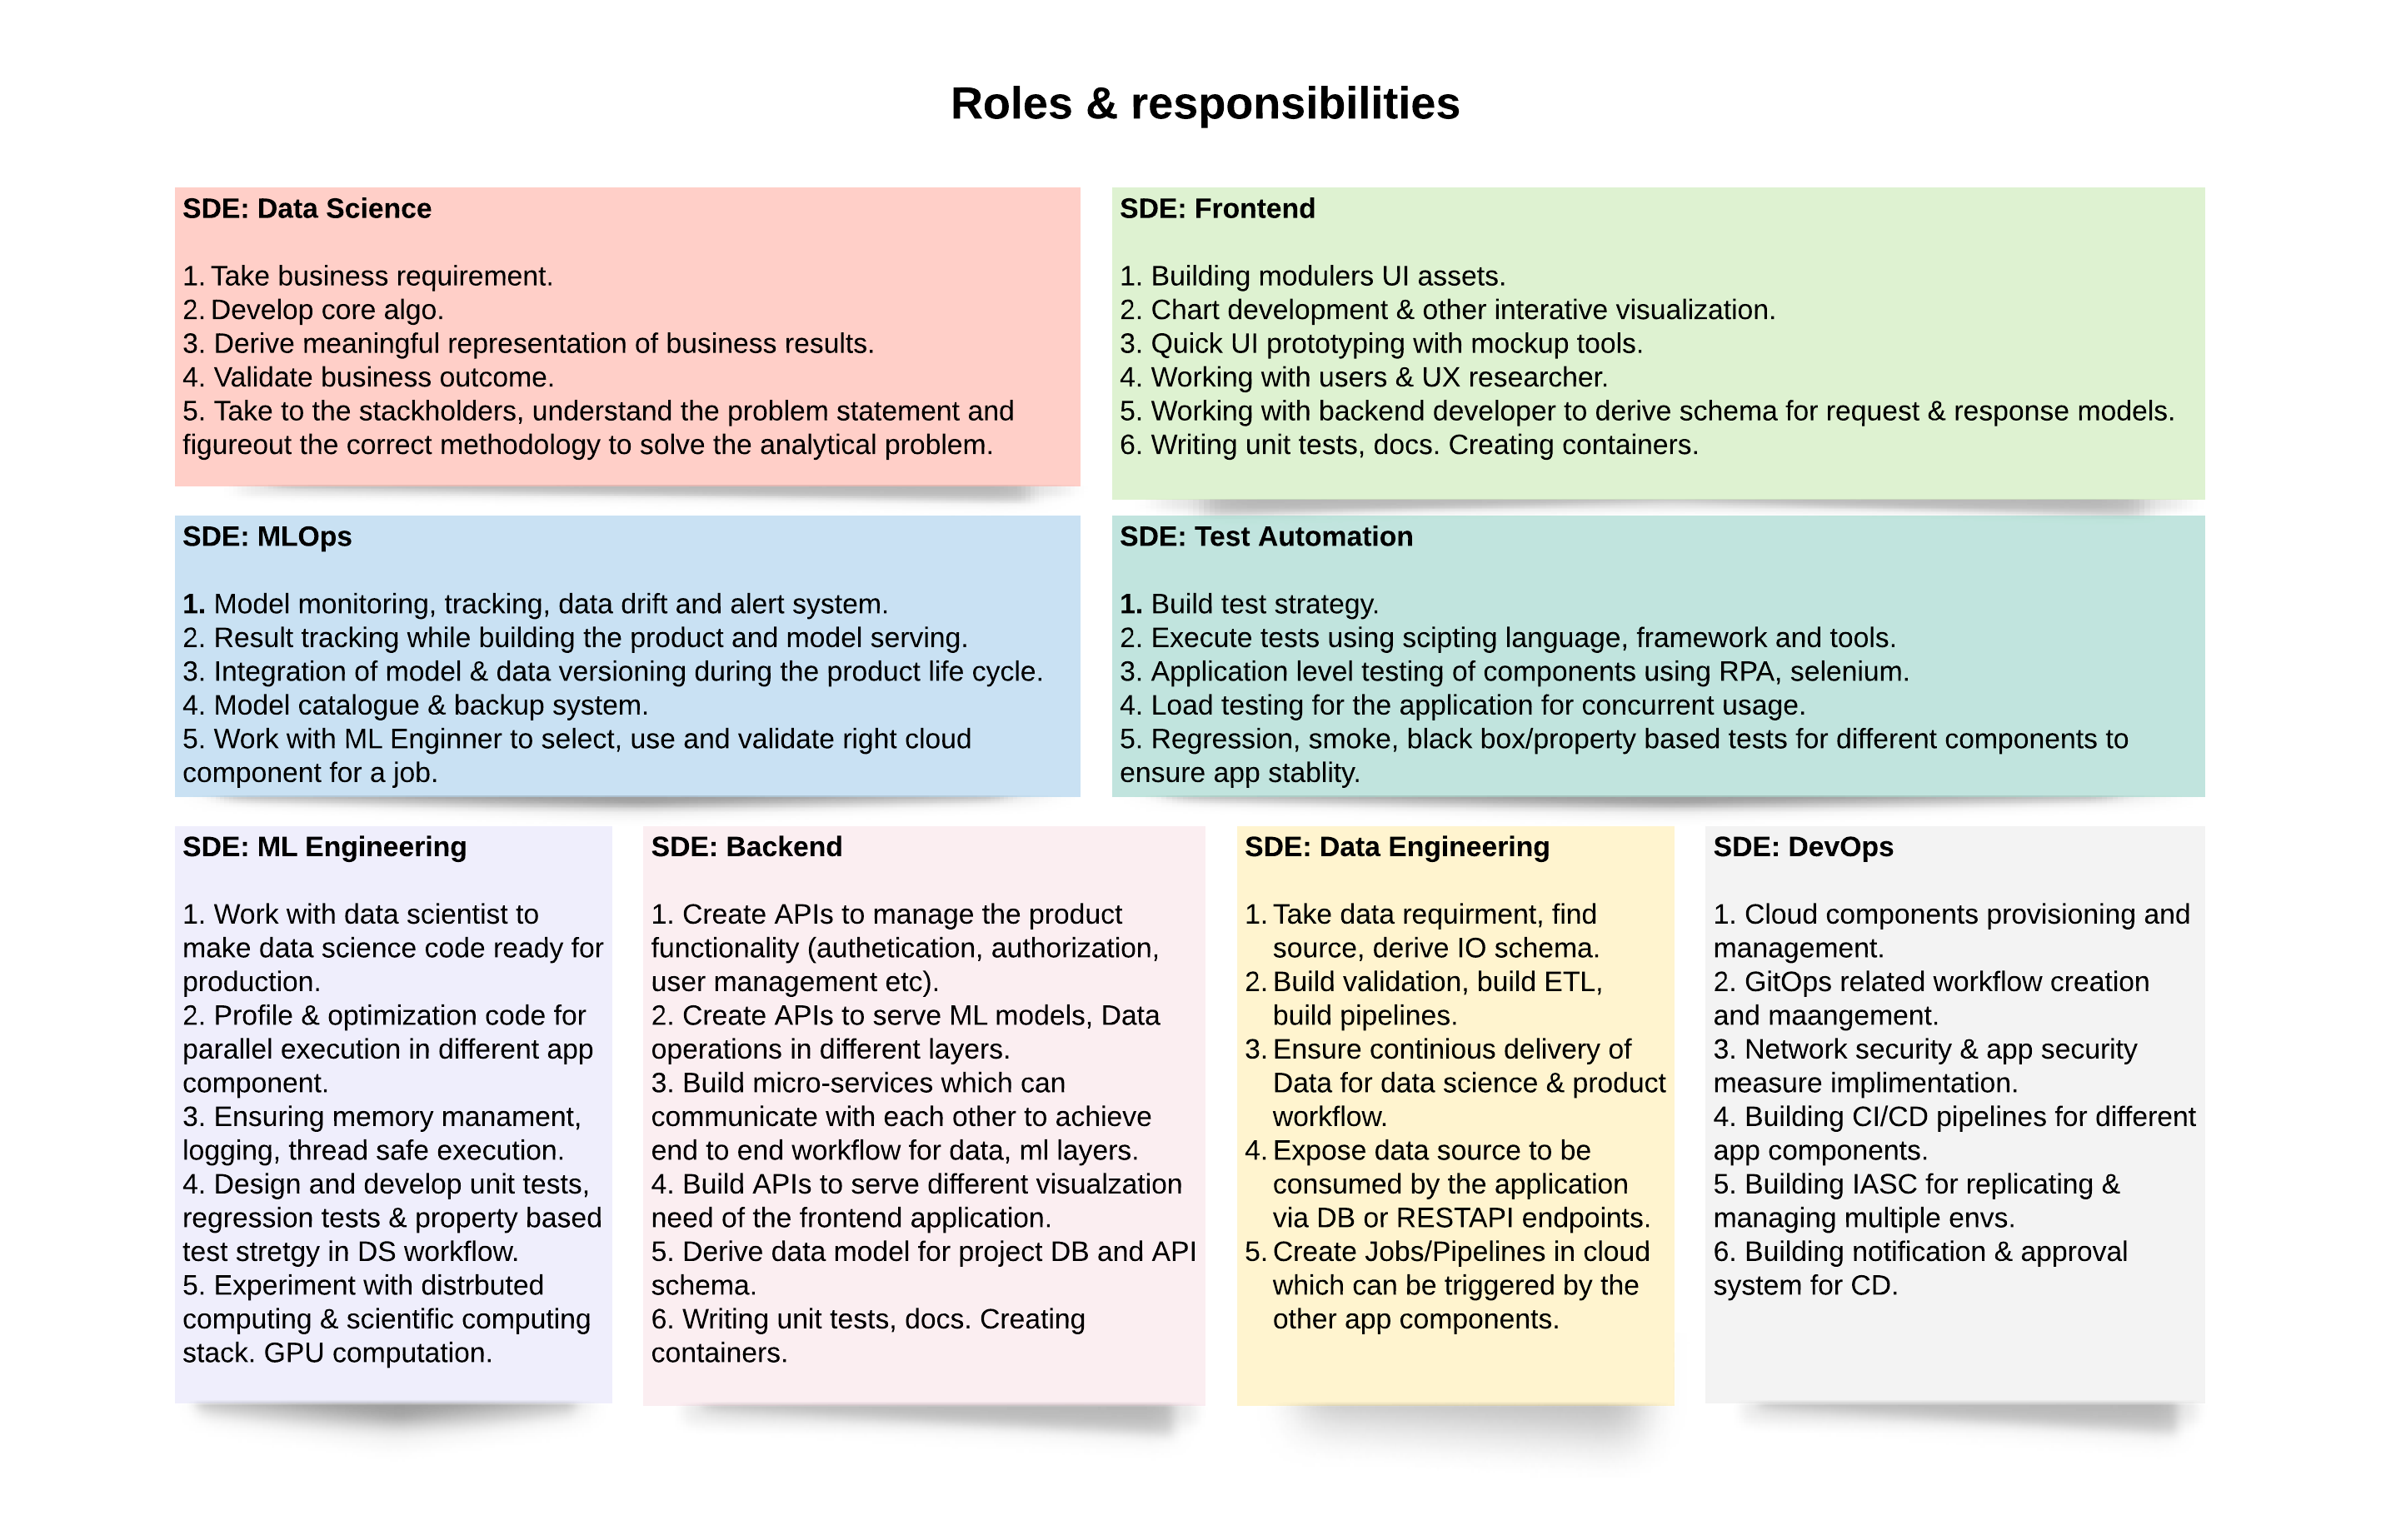 Roles & responsibilities
SDE: Data Science
1. Take business requirement.
2. Develop core algo.
3. Derive meaningful representation of business results.
4. Validate business outcome.
5. Take to the stackholders, understand the problem statement and
figureout the correct methodology to solve the analytical problem.
SDE: Frontend
1. Building modulers UI assets.
2. Chart development & other interative visualization.
3. Quick UI prototyping with mockup tools.
4. Working with users & UX researcher.
5. Working with backend developer to derive schema for request & response models.
6. Writing unit tests, docs. Creating containers.
SDE: MLOps
1. Model monitoring, tracking, data drift and alert system.
2. Result tracking while building the product and model serving.
3. Integration of model & data versioning during the product life cycle.
4. Model catalogue & backup system.
5. Work with ML Enginner to select, use and validate right cloud
component for a job.
SDE: Test Automation
1. Build test strategy.
2. Execute tests using scipting language, framework and tools.
3. Application level testing of components using RPA, selenium.
4. Load testing for the application for concurrent usage.
5. Regression, smoke, black box/property based tests for different components to
ensure app stablity.
SDE: ML Engineering
1. Work with data scientist to
make data science code ready for
production.
2. Profile & optimization code for
parallel execution in different app
component.
3. Ensuring memory manament,
logging, thread safe execution.
4. Design and develop unit tests,
regression tests & property based
test stretgy in DS workflow.
5. Experiment with distrbuted
computing & scientific computing
stack. GPU computation.
SDE: Backend
1. Create APIs to manage the product
functionality (authetication, authorization,
user management etc).
2. Create APIs to serve ML models, Data
operations in different layers.
3. Build micro-services which can
communicate with each other to achieve
end to end workflow for data, ml layers.
4. Build APIs to serve different visualzation
need of the frontend application.
5. Derive data model for project DB and API
schema.
6. Writing unit tests, docs. Creating
containers.
SDE: Data Engineering
1. Take data requirment, find
source, derive IO schema.
2. Build validation, build ETL,
build pipelines.
3. Ensure continious delivery of
Data for data science & product
workflow.
4. Expose data source to be
consumed by the application
via DB or RESTAPI endpoints.
5. Create Jobs/Pipelines in cloud
which can be triggered by the
other app components.
SDE: DevOps
1. Cloud components provisioning and
management.
2. GitOps related workflow creation
and maangement.
3. Network security & app security
measure implimentation.
4. Building CI/CD pipelines for different
app components.
5. Building IASC for replicating &
managing multiple envs.
6. Building notification & approval
system for CD.